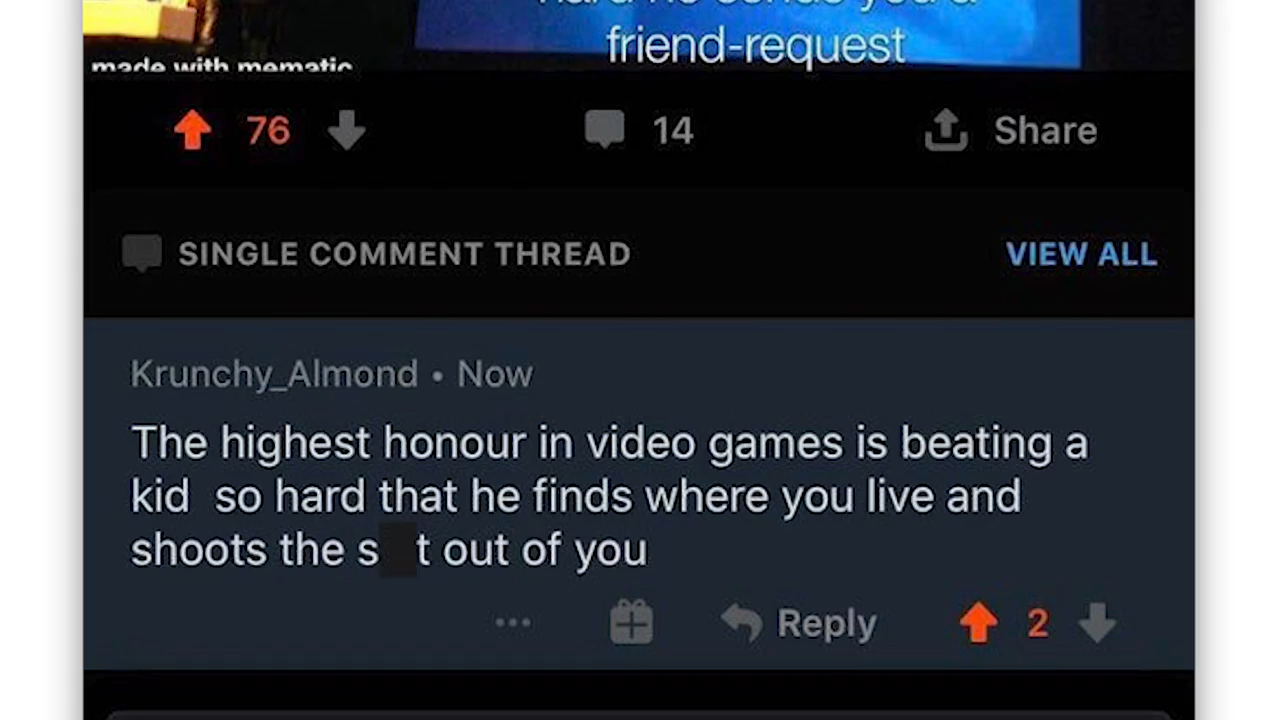 friend-request
made with mematic
76
14
Share
SINGLE COMMENT THREAD
VIEW ALL
Krunchy_Almond • Now
The highest honour in video games is beating a
kid so hard that he finds where you live and
shoots the s t out of you
Reply
2